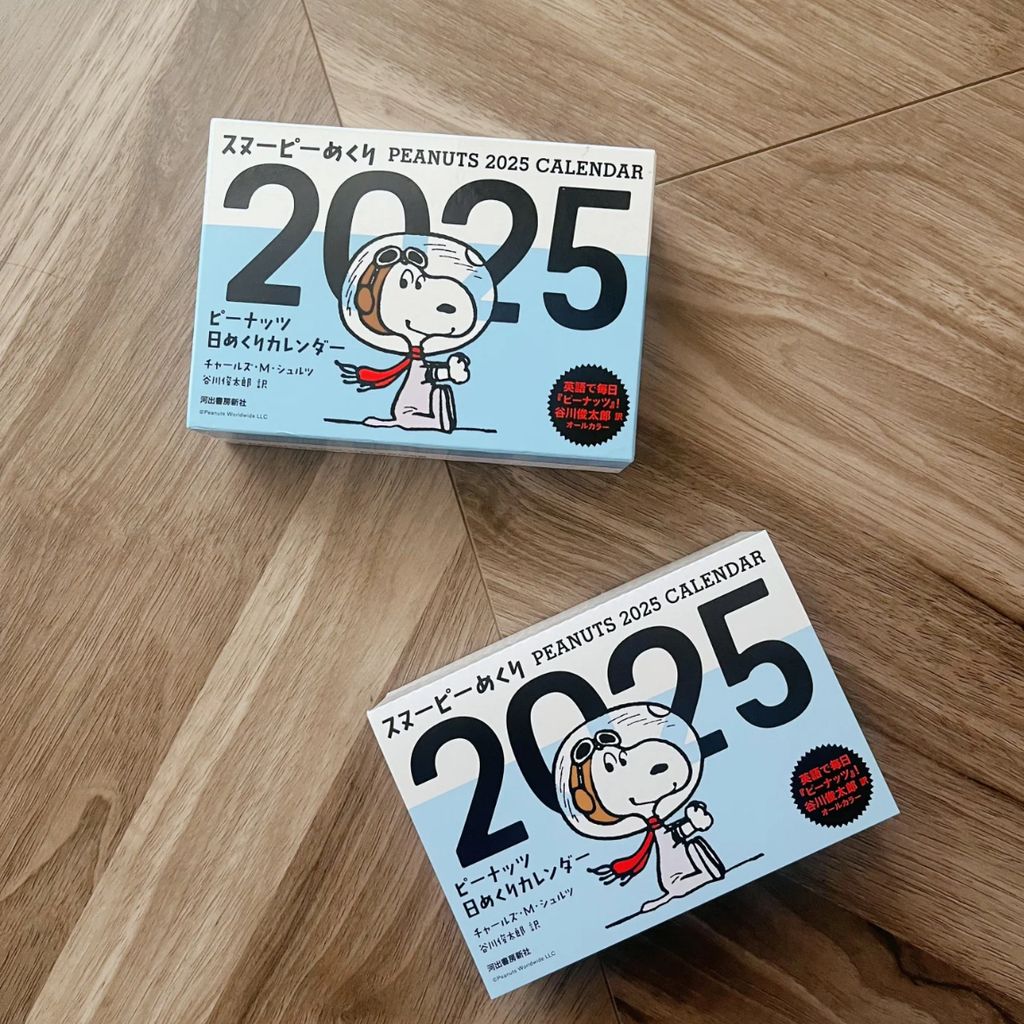 スヌーピーめくり PEANUTS 2025 CALENDAR
2025
ピーナッツ
日めくりカレンダー
チャールズ・M・シュルツ
谷川俊太郎 訳
河出書房新社
©Peanuts Worldwide LLC
英語で毎日
『ピーナッツ』!
谷川俊太郎 訳
オールカラー
スヌーピーめくり PEANUTS 2025 CALENDAR
2025
ピーナッツ
日めくりカレンダー
チャールズ・M・シュルツ
谷川俊太郎 訳
河出書房新社
©Peanuts Worldwide LLC
英語で毎日
『ピーナッツ』!
谷川俊太郎 訳
オールカラー